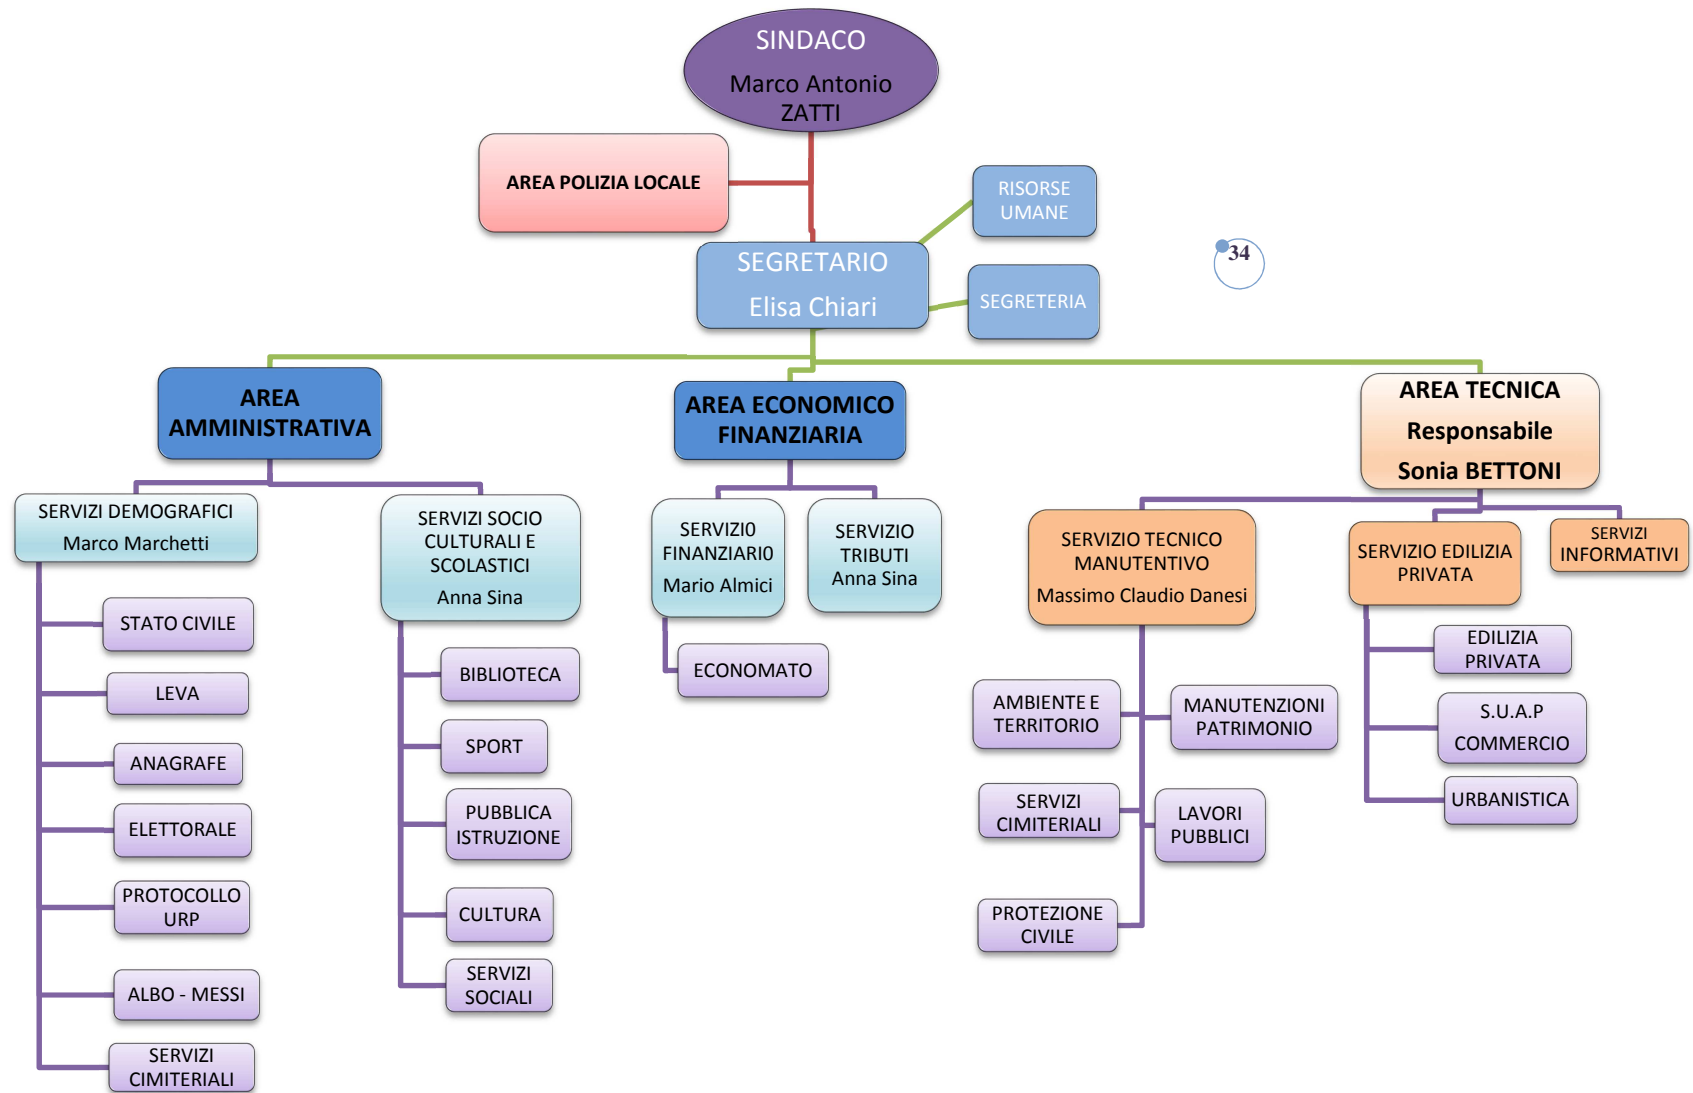 SINDACO
Marco Antonio
ZATTI
AREA POLIZIA LOCALE
RISORSE
UMANE
34
SEGRETARIO
Elisa Chiari
SEGRETERIA
AREA
AMMINISTRATIVA
AREA ECONOMICO
FINANZIARIA
AREA TECNICA
Responsabile
Sonia BETTONI
SERVIZI DEMOGRAFICI
Marco Marchetti
SERVIZI SOCIO
CULTURALI E
SCOLASTICI
Anna Sina
SERVIZI0
FINANZIARI0
Mario Almici
SERVIZIO
TRIBUTI
Anna Sina
SERVIZIO TECNICO
MANUTENTIVO
Massimo Claudio Danesi
SERVIZIO EDILIZIA
PRIVATA
SERVIZI
INFORMATIVI
STATO CIVILE
LEVA
ANAGRAFE
ELETTORALE
PROTOCOLLO
URP
ALBO - MESSI
SERVIZI
CIMITERIALI
BIBLIOTECA
SPORT
PUBBLICA
ISTRUZIONE
CULTURA
SERVIZI
SOCIALI
ECONOMATO
AMBIENTE E
TERRITORIO
MANUTENZIONI
PATRIMONIO
SERVIZI
CIMITERIALI
LAVORI
PUBBLICI
PROTEZIONE
CIVILE
EDILIZIA
PRIVATA
S.U.A.P
COMMERCIO
URBANISTICA